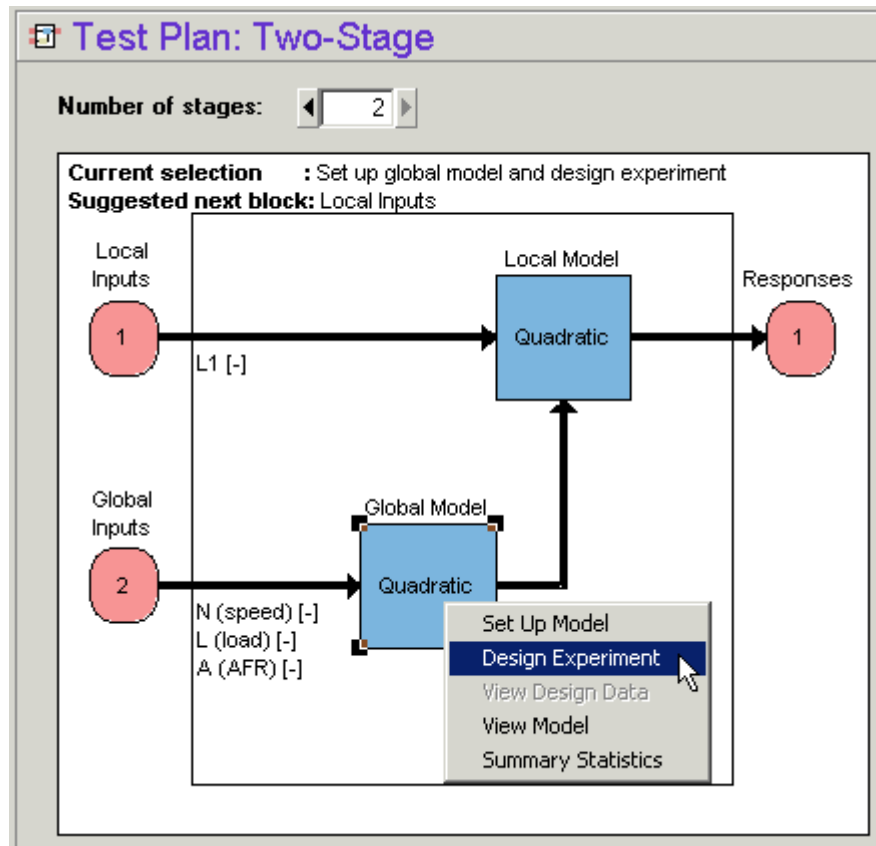 Test Plan: Two-Stage
Number of stages: 2
Current selection : Set up global model and design experiment
Suggested next block: Local Inputs
Local
Inputs
1
L1 [-]
Local Model
Quadratic
Responses
1
Global
Inputs
2
N (speed) [-]
L (load) [-]
A (AFR) [-]
Global Model
Quadratic
Set Up Model
Design Experiment
View Design Data
View Model
Summary Statistics